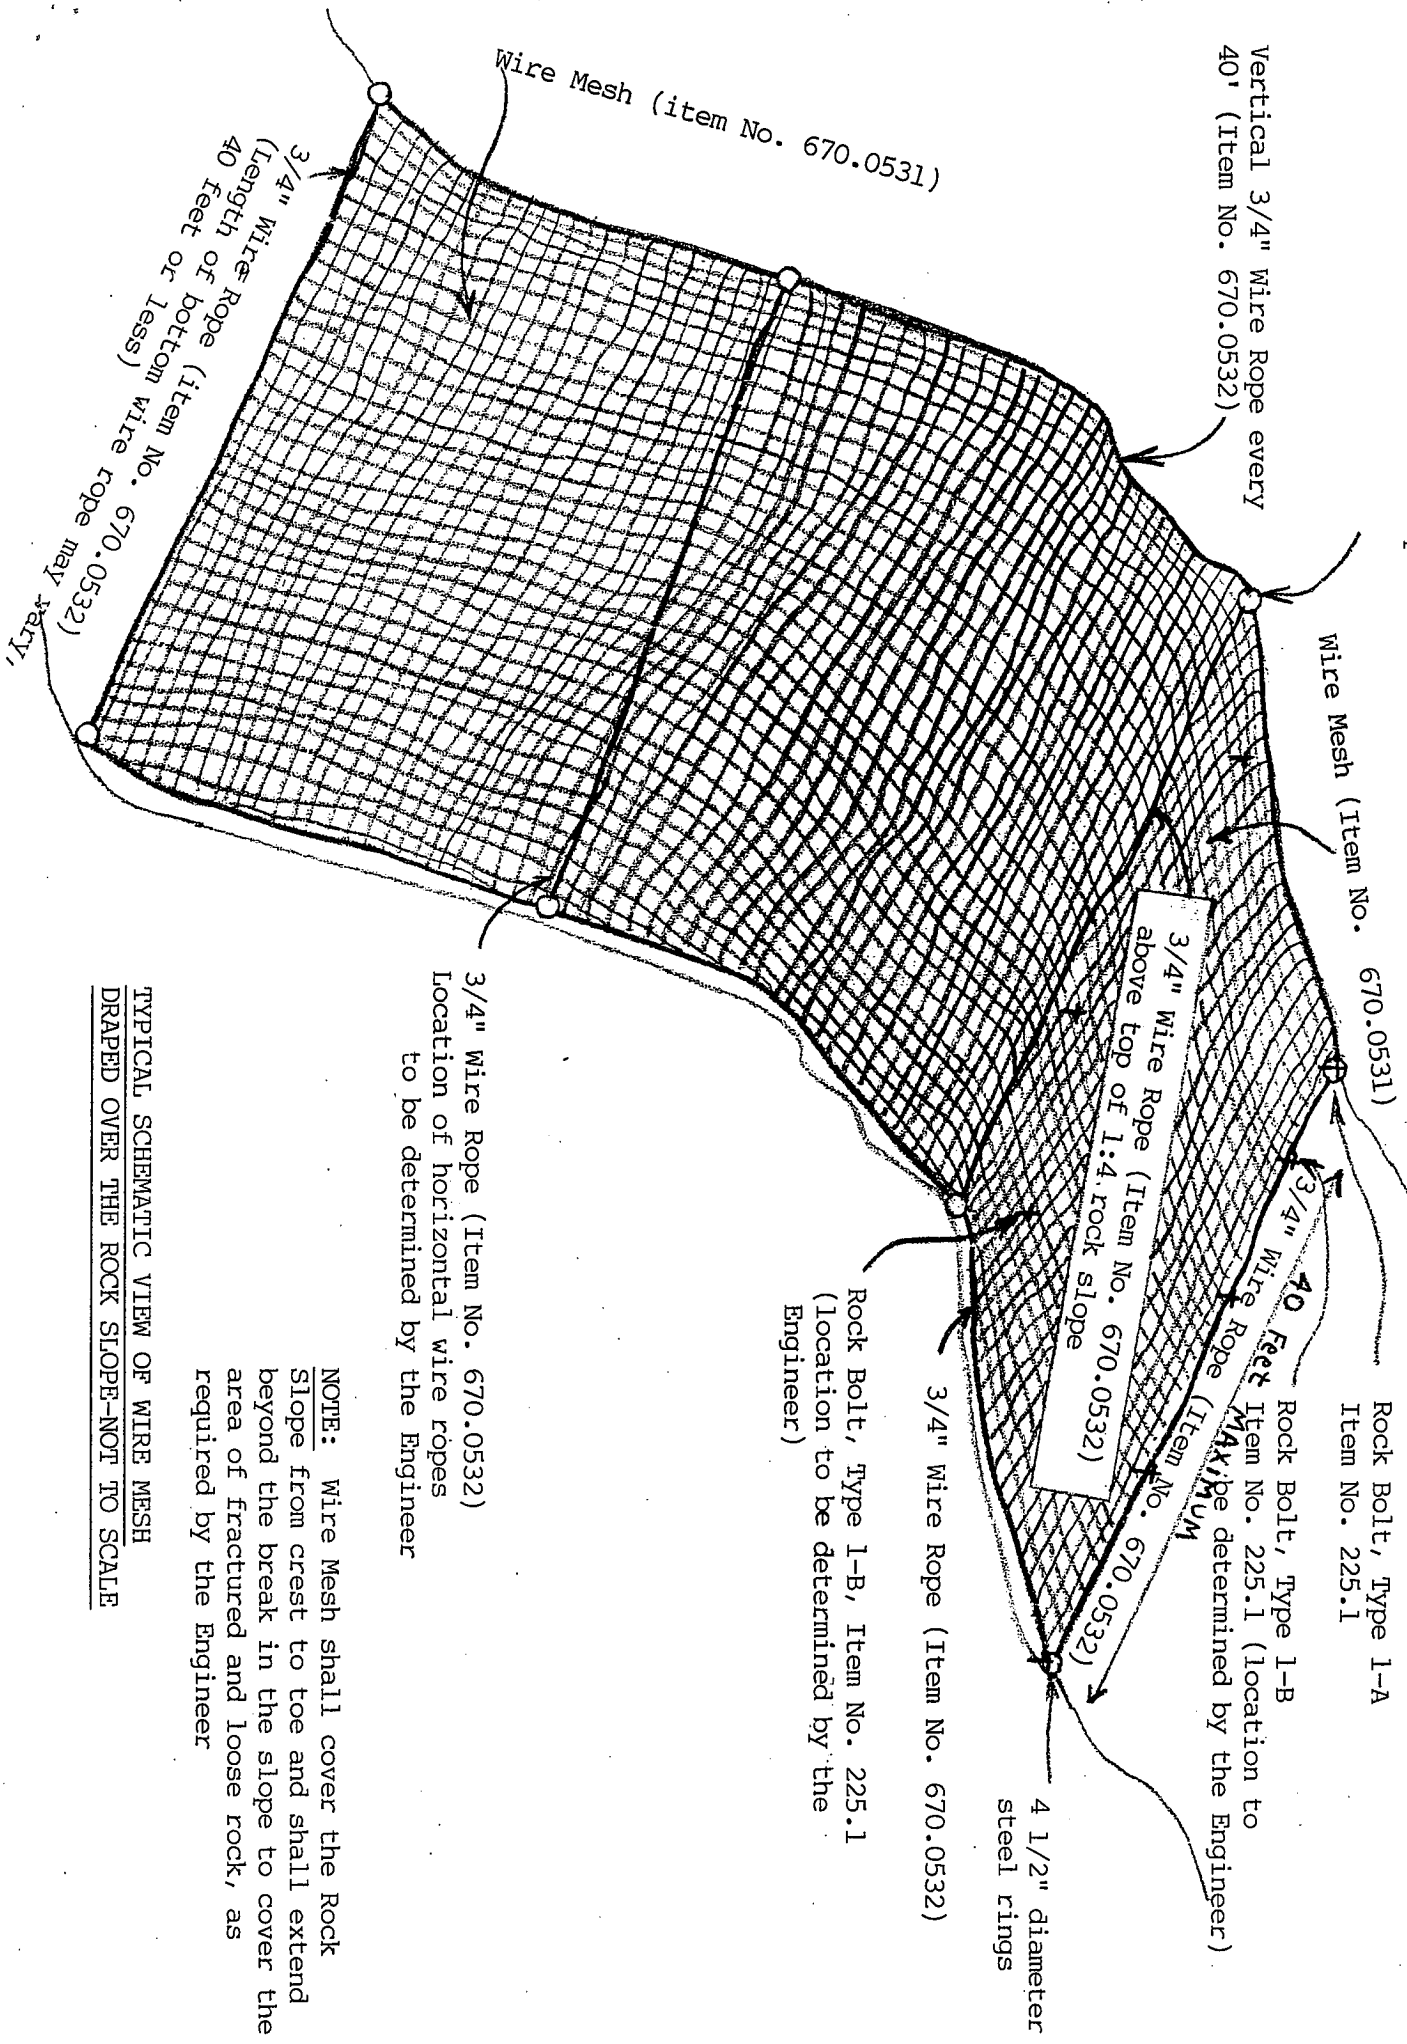 Rock Bolt, Type 1-A
Item No. 225.1
Rock Bolt, Type 1-B
Item No. 225.1 (location to
be determined by the Engineer)
4 1/2" diameter
steel rings
40 Feet MAXIMUM
3/4" Wire Rope (Item No. 670.0532)
Wire Mesh (Item No. 670.0531)
3/4" Wire Rope (Item No. 670.0532)
above top of 1:4 rock slope
Vertical 3/4" Wire Rope every
40' (Item No. 670.0532)
3/4" Wire Rope (Item No. 670.0532)
Rock Bolt, Type 1-B, Item No. 225.1
(location to be determined by the
Engineer)
Wire Mesh (item No. 670.0531)
3/4" Wire Rope (Item No. 670.0532)
Location of horizontal wire ropes
to be determined by the Engineer
3/4" Wire Rope (item No. 670.0532)
(Length of bottom wire rope may vary,
40 feet or less)
NOTE: Wire Mesh shall cover the Rock
Slope from crest to toe and shall extend
beyond the break in the slope to cover the
area of fractured and loose rock, as
required by the Engineer
TYPICAL SCHEMATIC VIEW OF WIRE MESH
DRAPED OVER THE ROCK SLOPE-NOT TO SCALE